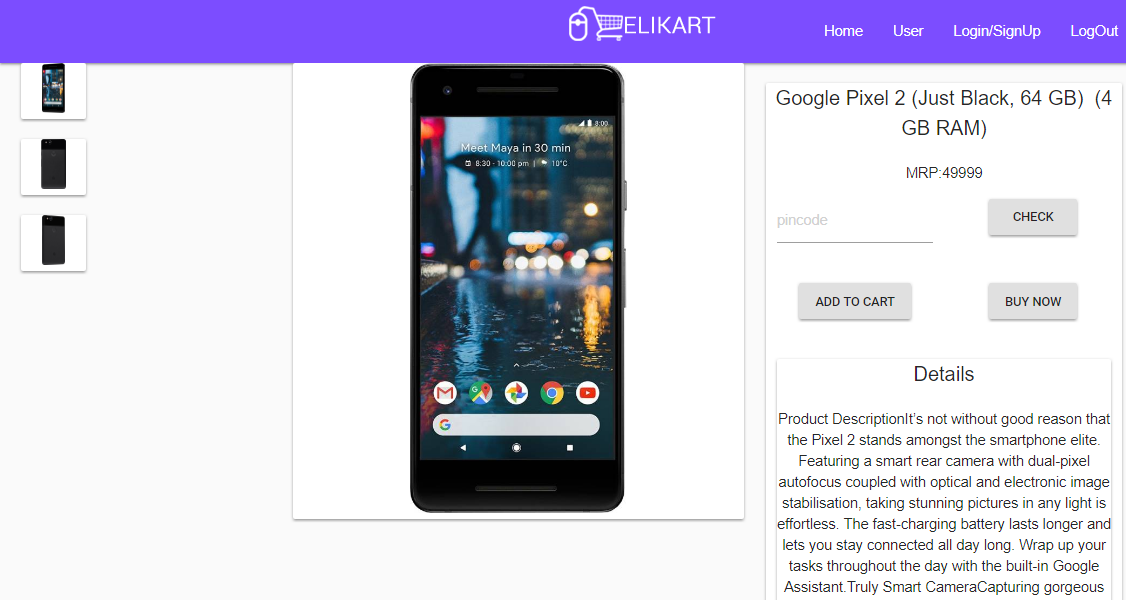 ELIKART
Home User Login/SignUp LogOut
8:00
Meet Maya in 30 min
8:30 - 10:00 pm | 10°C
G
Google Pixel 2 (Just Black, 64 GB) (4
GB RAM)
MRP:49999
pincode
CHECK
ADD TO CART
BUY NOW
Details
Product DescriptionIt’s not without good reason that
the Pixel 2 stands amongst the smartphone elite.
Featuring a smart rear camera with dual-pixel
autofocus coupled with optical and electronic image
stabilisation, taking stunning pictures in any light is
effortless. The fast-charging battery lasts longer and
lets you stay connected all day long. Wrap up your
tasks throughout the day with the built-in Google
Assistant.Truly Smart CameraCapturing gorgeous